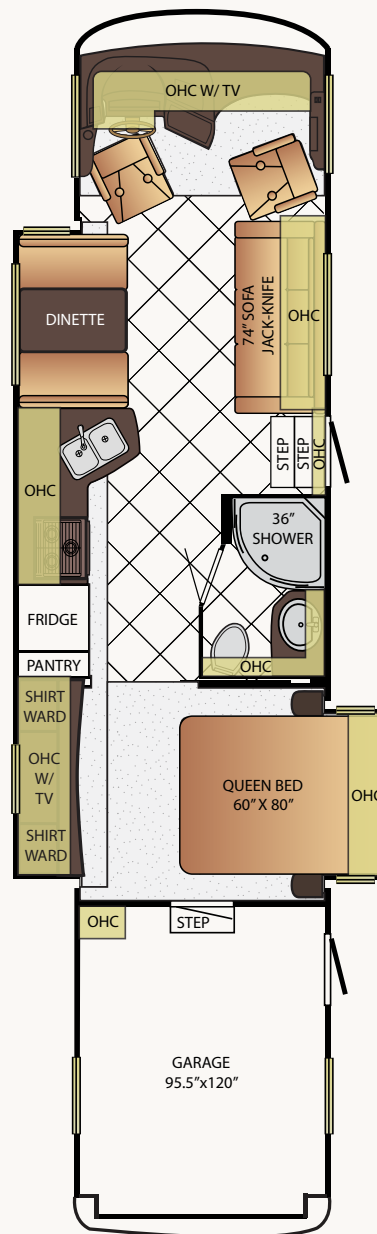 OHC W/ TV
DINETTE
74" SOFA
JACK-KNIFE
OHC
STEP
STEP
OHC
OHC
36"
SHOWER
FRIDGE
PANTRY
OHC
SHIRT
WARD
OHC
W/
TV
SHIRT
WARD
QUEEN BED
60" X 80"
OHC
OHC
STEP
GARAGE
95.5"x120"